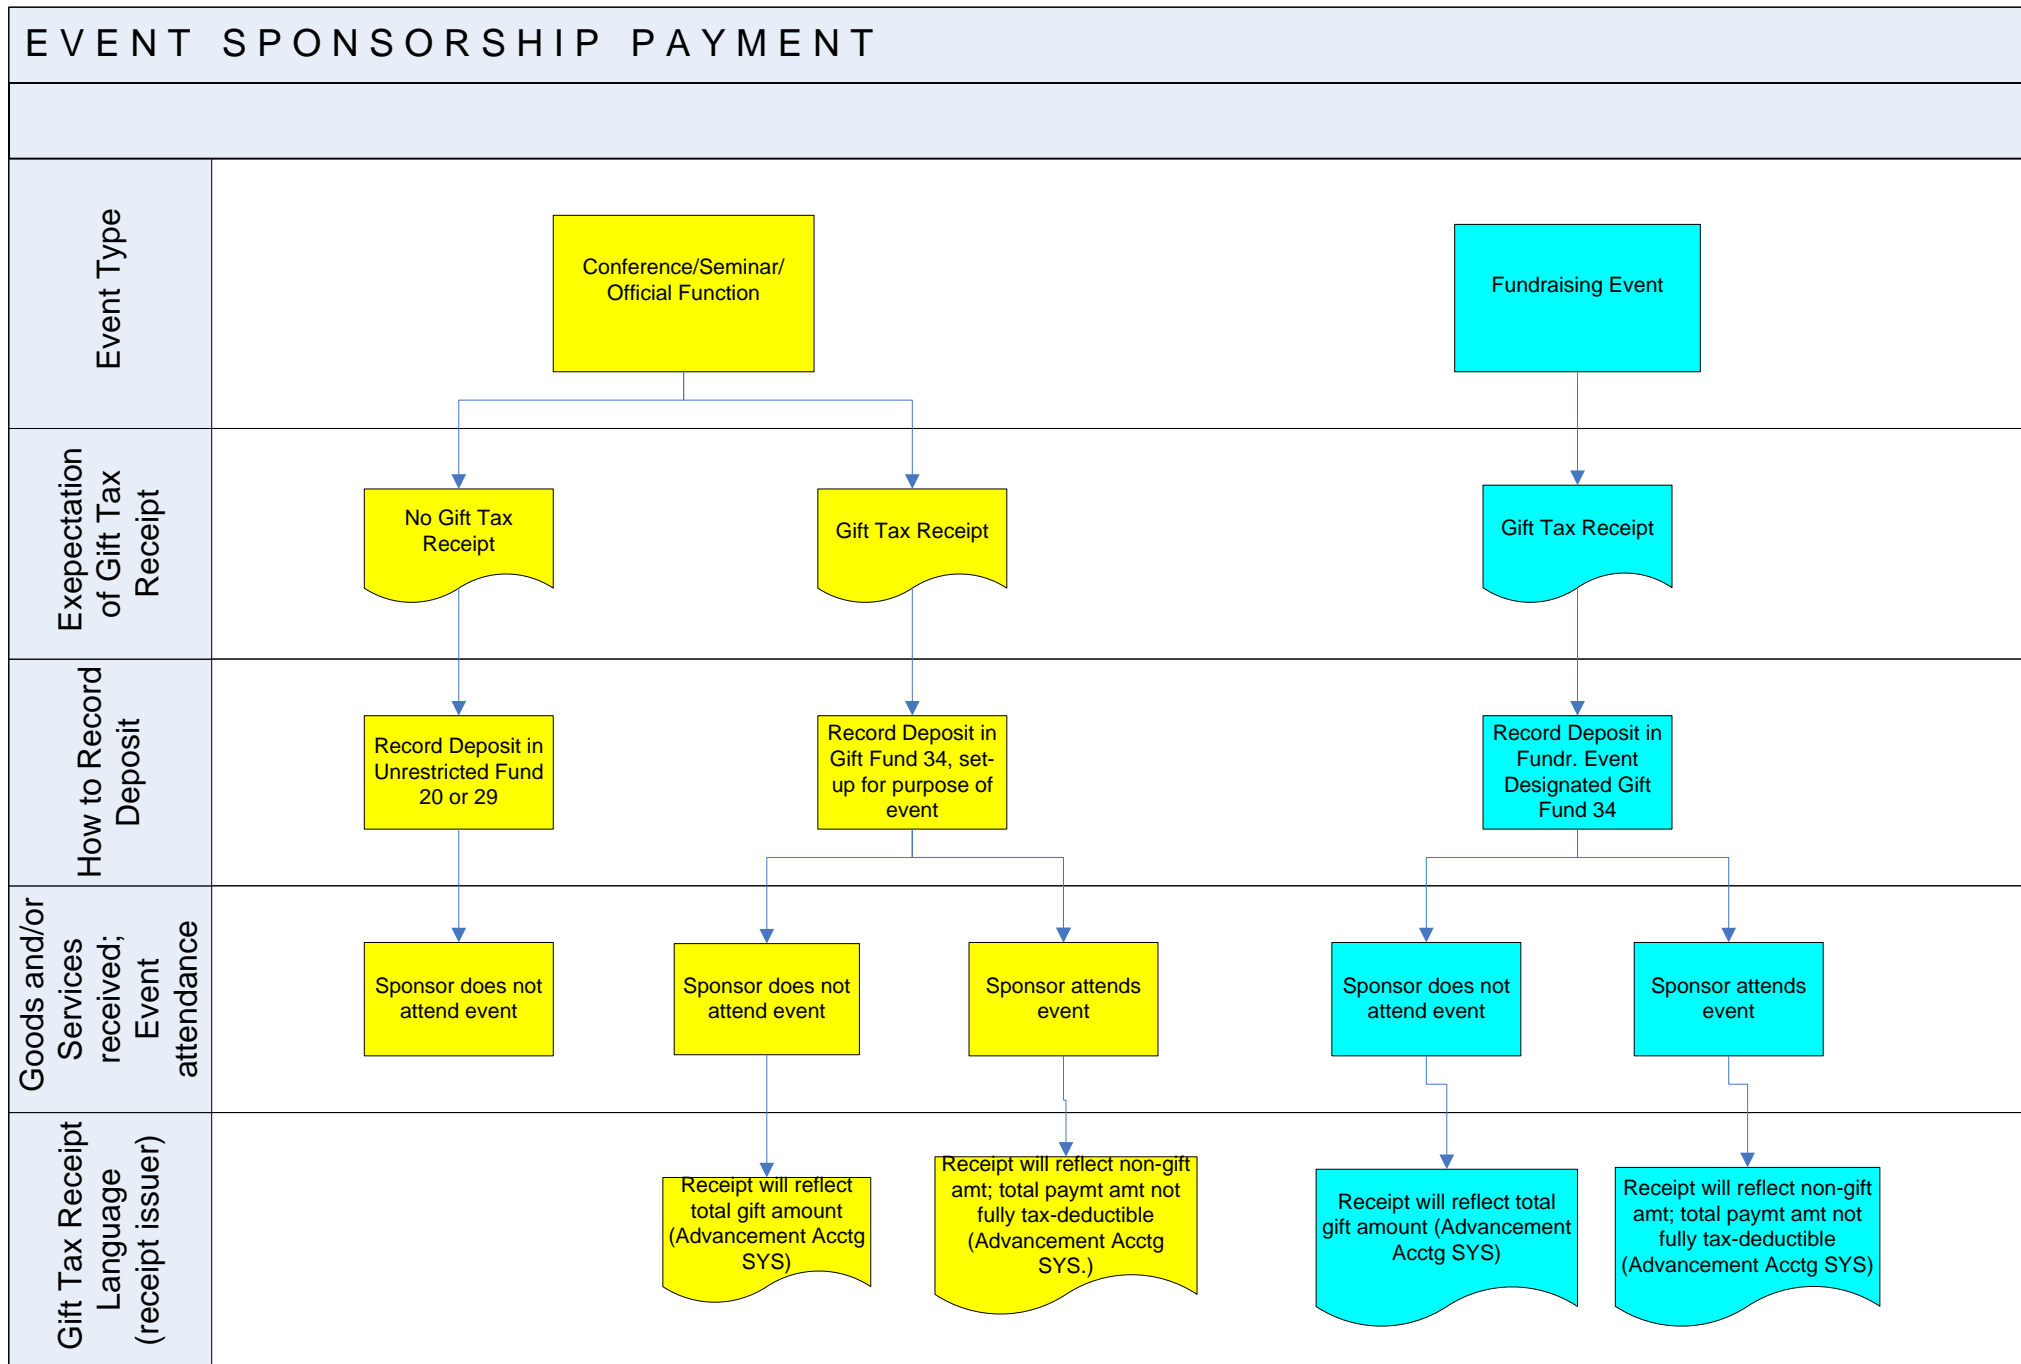 EVENT SPONSORSHIP PAYMENT
Event Type
Conference/Seminar/
Official Function
Fundraising Event
Exepectation
of Gift Tax
Receipt
No Gift Tax
Receipt
Gift Tax Receipt
Gift Tax Receipt
How to Record
Deposit
Record Deposit in
Unrestricted Fund
20 or 29
Record Deposit in
Gift Fund 34, set-
up for purpose of
event
Record Deposit in
Fundr. Event
Designated Gift
Fund 34
Goods and/or
Services
received;
Event
attendance
Sponsor does not
attend event
Sponsor does not
attend event
Sponsor attends
event
Sponsor does not
attend event
Sponsor attends
event
Gift Tax Receipt
Language
(receipt issuer)
Receipt will reflect
total gift amount
(Advancement Acctg
SYS)
Receipt will reflect non-gift
amt; total paymt amt not
fully tax-deductible
(Advancement Acctg
SYS.)
Receipt will reflect total
gift amount (Advancement
Acctg SYS)
Receipt will reflect non-gift
amt; total paymt amt not
fully tax-deductible
(Advancement Acctg SYS)